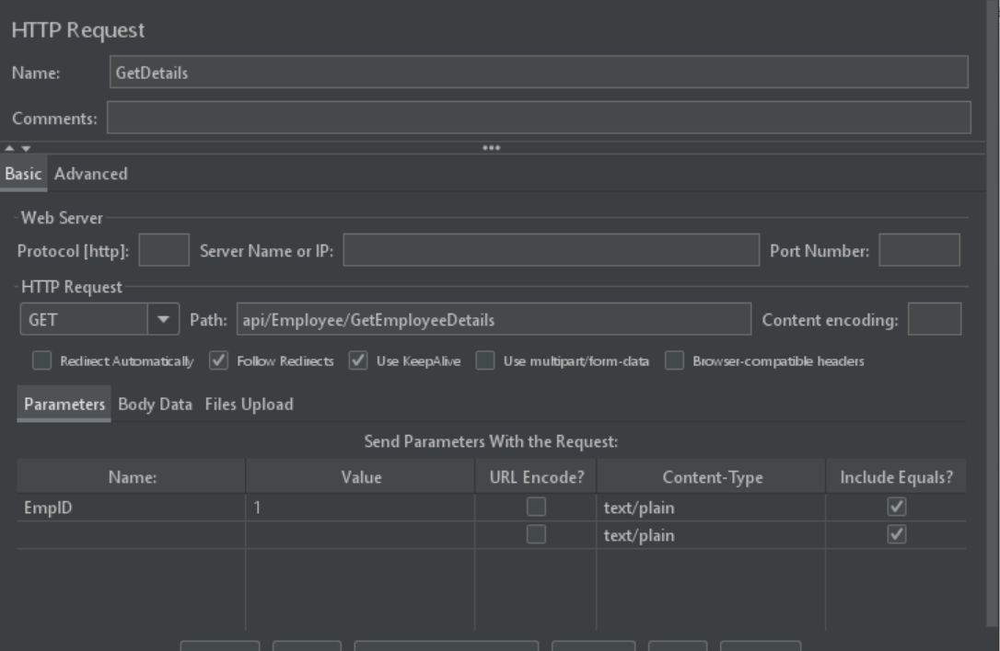 HTTP Request
Name: GetDetails
Comments:
Basic Advanced
Web Server
Protocol [http]: Server Name or IP: Port Number:
HTTP Request
GET Path: api/Employee/GetEmployeeDetails Content encoding:
Redirect Automatically Follow Redirects Use KeepAlive Use multipart/form-data Browser-compatible headers
Parameters Body Data Files Upload
Send Parameters With the Request:
Name: Value URL Encode? Content-Type Include Equals?
EmpID 1 text/plain
text/plain